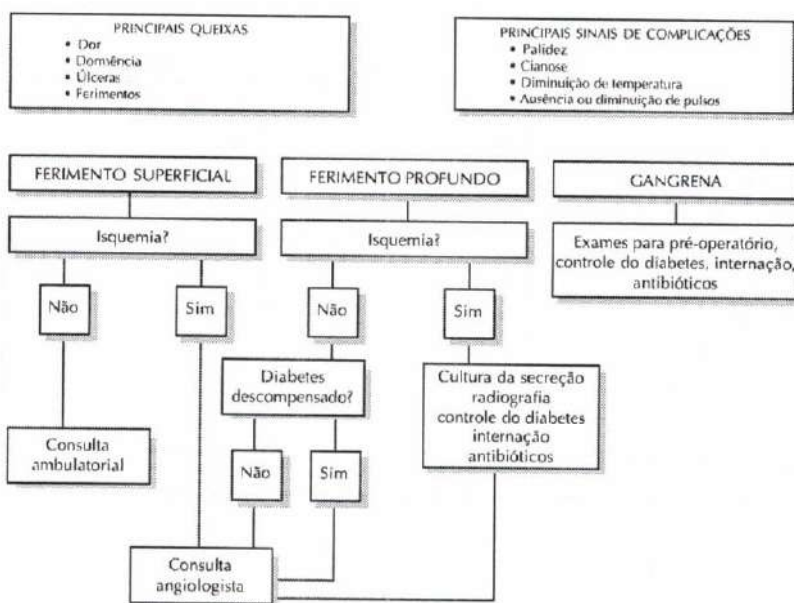 PRINCIPAIS QUEIXAS
• Dor
• Dormência
• Úlceras
• Ferimentos
PRINCIPAIS SINAIS DE COMPLICAÇÕES
• Palidez
• Cianose
• Diminuição de temperatura
• Ausência ou diminuição de pulsos
FERIMENTO SUPERFICIAL
FERIMENTO PROFUNDO
GANGRENA
Isquemia?
Isquemia?
Exames para pré-operatório,
controle do diabetes, internação,
antibióticos
Não
Sim
Não
Sim
Diabetes
descompensado?
Cultura da secreção
radiografia
controle do diabetes
internação
antibióticos
Consulta
ambulatorial
Não
Sim
Consulta
angiologista